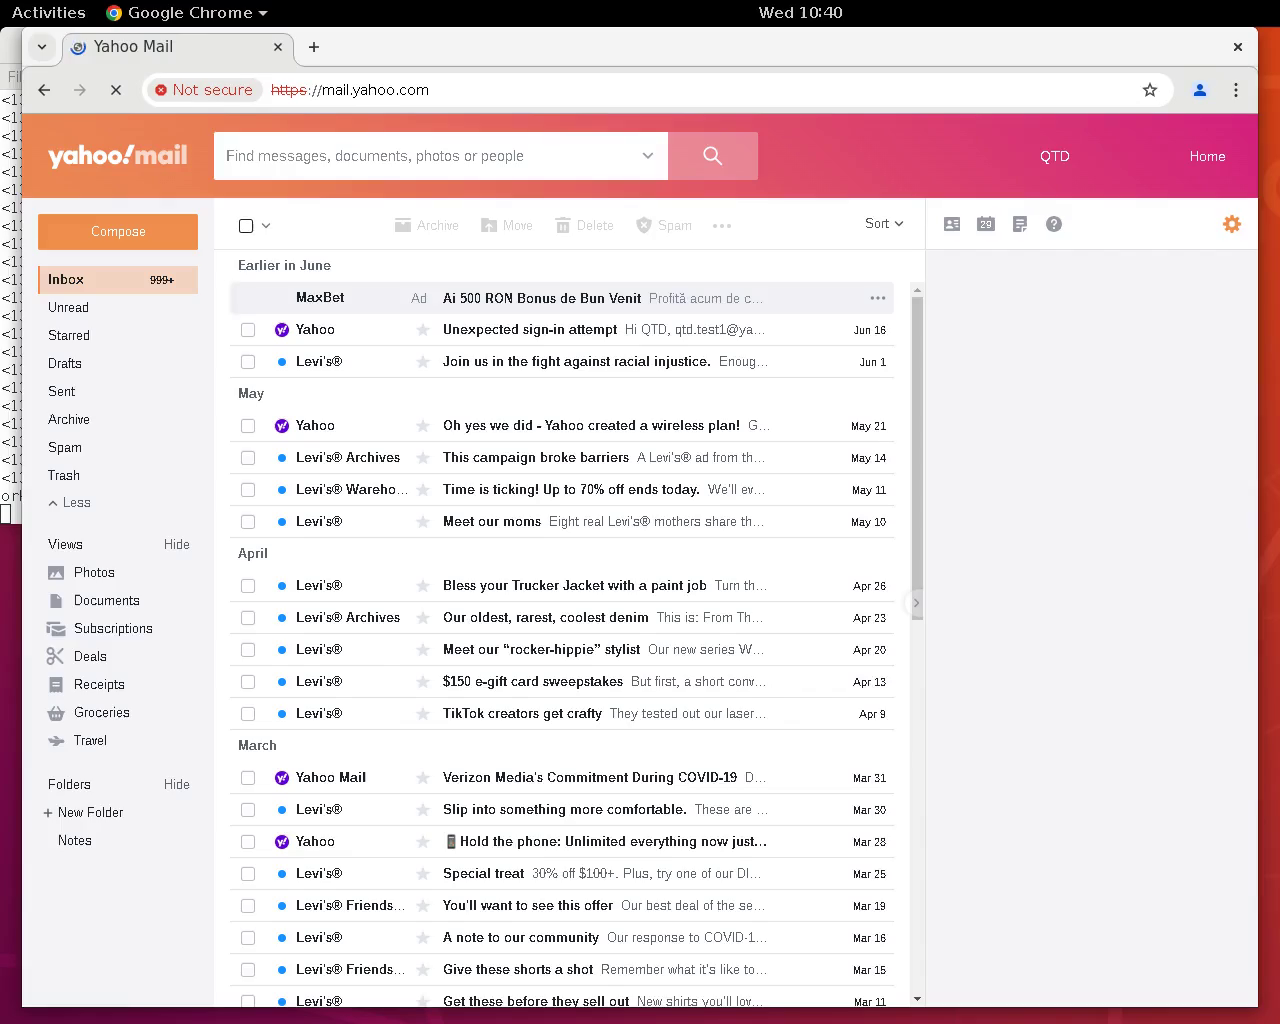 Activities Google Chrome Wed 10:40
Yahoo Mail
Not secure https://mail.yahoo.com
yahoo!mail Find messages, documents, photos or people QTD Home
Compose
Archive Move Delete Spam Sort 29
Inbox 999+
Unread
Starred
Drafts
Sent
Archive
Spam
Trash
Less
Views Hide
Photos
Documents
Subscriptions
Deals
Receipts
Groceries
Travel
Folders Hide
+ New Folder
Notes
Earlier in June
MaxBet Ad Ai 500 RON Bonus de Bun Venit Profită acum de c...
Yahoo Unexpected sign-in attempt Hi QTD, qtd.test1@ya... Jun 16
Levi's® Join us in the fight against racial injustice. Enoug... Jun 1
May
Yahoo Oh yes we did - Yahoo created a wireless plan! G... May 21
Levi's® Archives This campaign broke barriers A Levi's® ad from th... May 14
Levi's® Wareho... Time is ticking! Up to 70% off ends today. We'll ev... May 11
Levi's® Meet our moms Eight real Levi's® mothers share th... May 10
April
Levi's® Bless your Trucker Jacket with a paint job Turn th... Apr 26
Levi's® Archives Our oldest, rarest, coolest denim This is: From Th... Apr 23
Levi's® Meet our “rocker-hippie” stylist Our new series W... Apr 20
Levi's® $150 e-gift card sweepstakes But first, a short conv... Apr 13
Levi's® TikTok creators get crafty They tested out our laser... Apr 9
March
Yahoo Mail Verizon Media's Commitment During COVID-19 D... Mar 31
Levi's® Slip into something more comfortable. These are ... Mar 30
Yahoo Hold the phone: Unlimited everything now just... Mar 28
Levi's® Special treat 30% off $100+. Plus, try one of our DI... Mar 25
Levi's® Friends... You'll want to see this offer Our best deal of the se... Mar 19
Levi's® A note to our community Our response to COVID-1... Mar 16
Levi's® Friends... Give these shorts a shot Remember what it's like to... Mar 15
Levi's® Get these before they sell out New shirts you'll lov... Mar 11